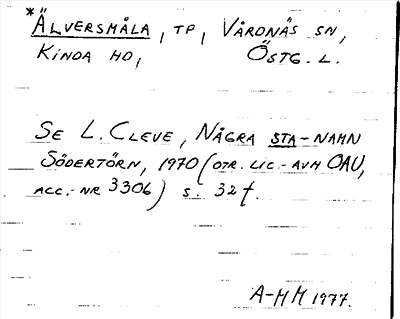 *ÄLVERSMÅLA, TP, VÅRDNÄS SN,
KINDA HD, ÖSTG. L.
SE L. CLEVE, NÅGRA STA-NAMN
SÖDERTÖRN, 1970 (OTR. LIC.-AVH OAU,
ACC.-NR 3306) S. 32 f.
A-MM 1977.